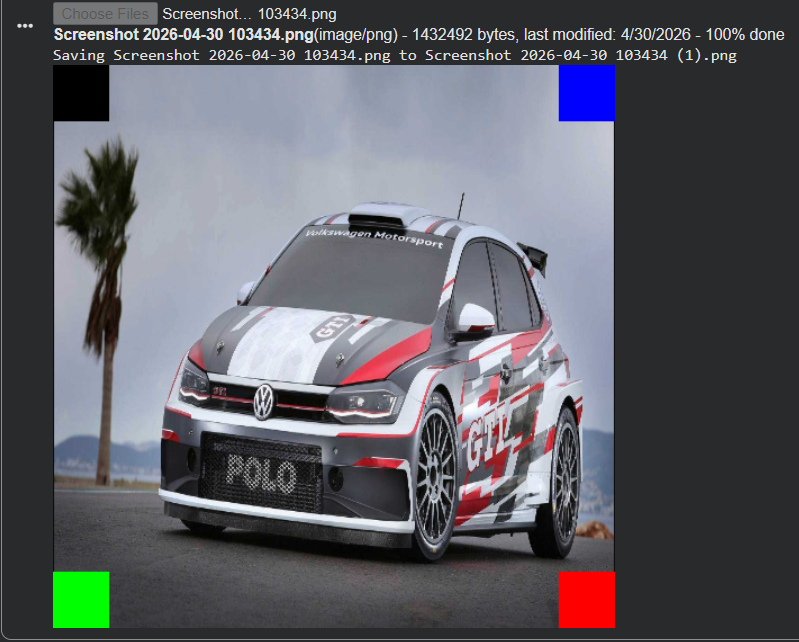 Choose Files Screenshot... 103434.png
Screenshot 2026-04-30 103434.png(image/png) - 1432492 bytes, last modified: 4/30/2026 - 100% done
Saving Screenshot 2026-04-30 103434.png to Screenshot 2026-04-30 103434 (1).png
Volkswagen Motorsport
GTI
GTI
GTI
POLO